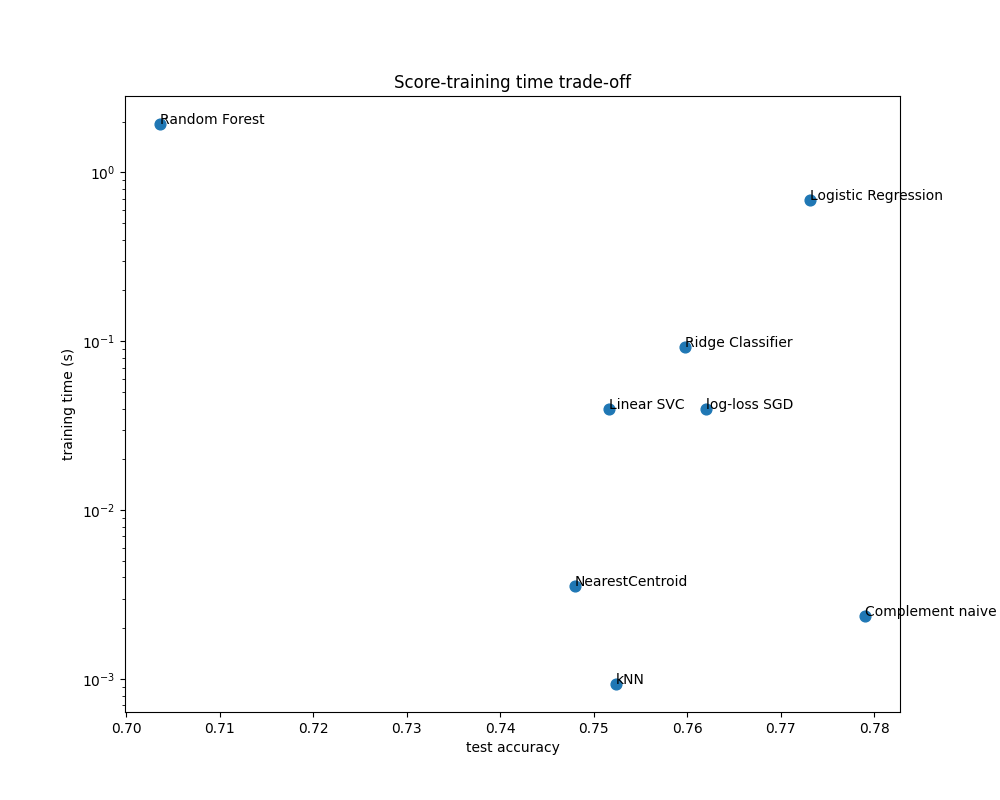 Score-training time trade-off
Random Forest
Logistic Regression
Ridge Classifier
Linear SVC
log-loss SGD
NearestCentroid
Complement naive
kNN
training time (s)
10⁰
10⁻¹
10⁻²
10⁻³
0.70 0.71 0.72 0.73 0.74 0.75 0.76 0.77 0.78
test accuracy